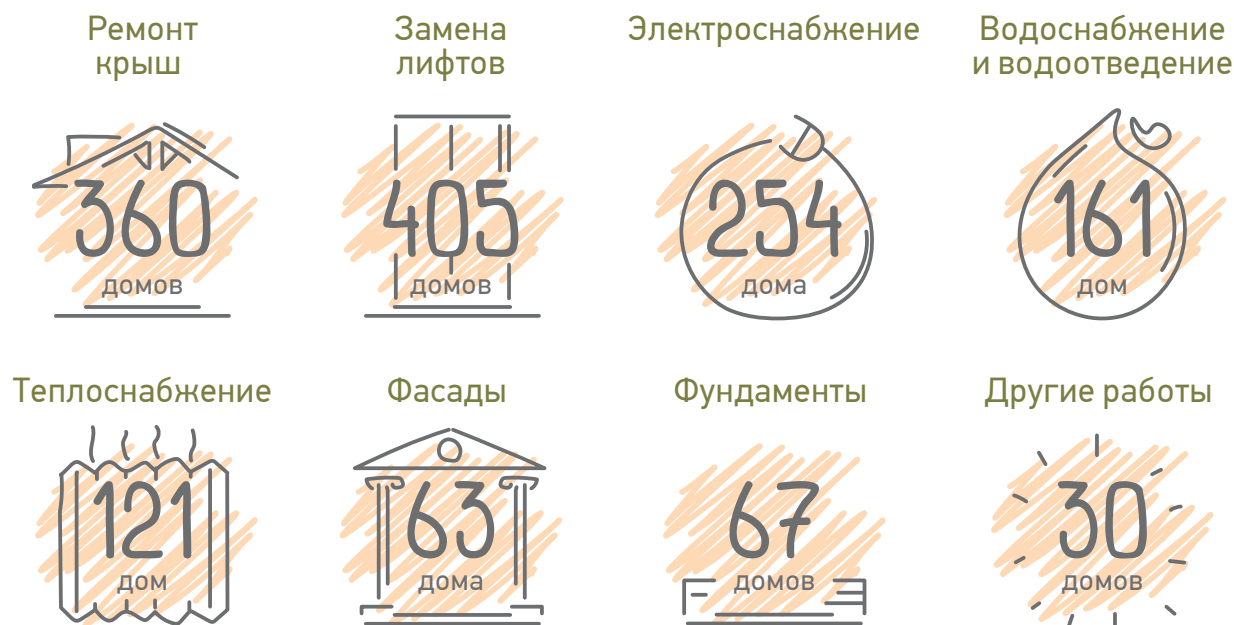 Ремонт
крыш
360
домов
Замена
лифтов
405
домов
Электроснабжение
254
дома
Водоснабжение
и водоотведение
161
дом
Теплоснабжение
121
дом
Фасады
63
дома
Фундаменты
67
домов
Другие работы
30
домов